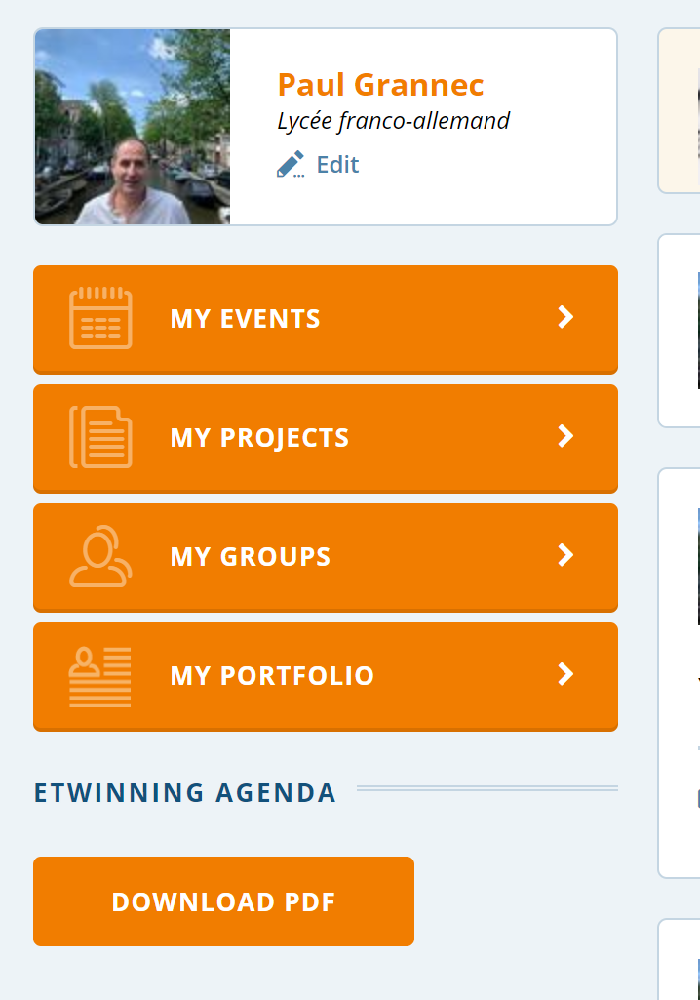 Paul Grannec
Lycée franco-allemand
Edit
MY EVENTS
MY PROJECTS
MY GROUPS
MY PORTFOLIO
ETWINNING AGENDA
DOWNLOAD PDF